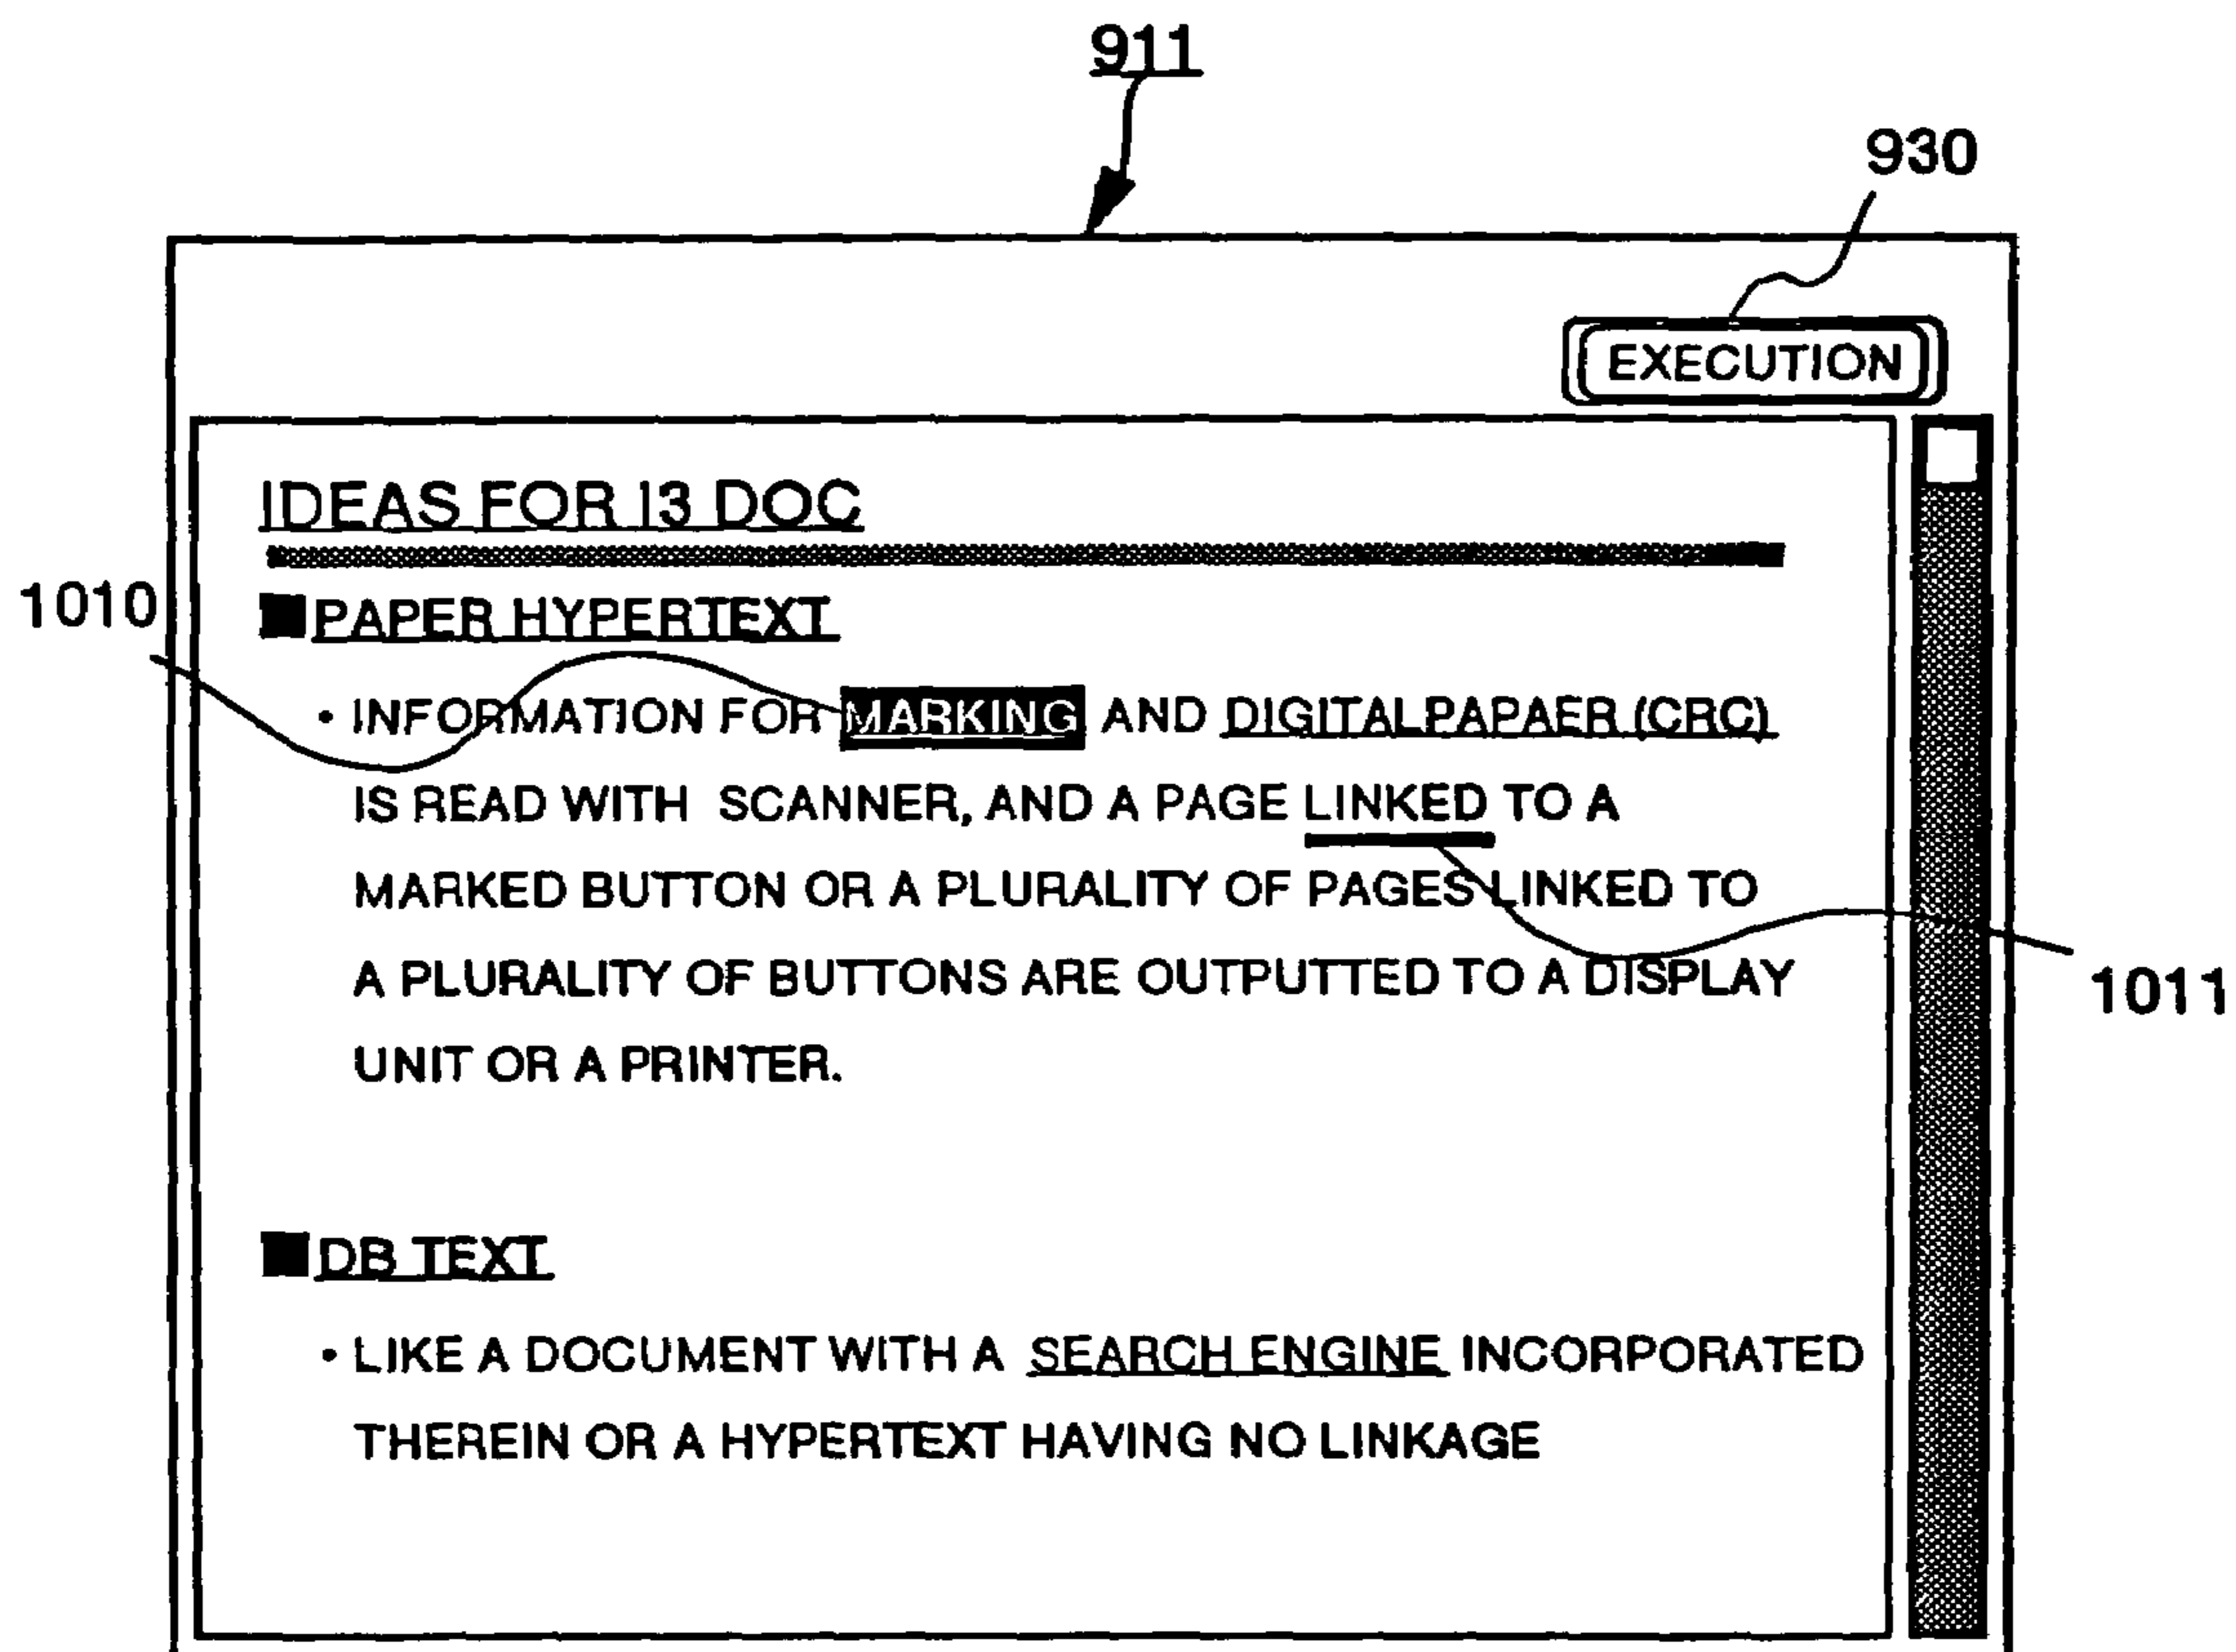 911
930
EXECUTION
IDEAS FOR I3 DOC
1010
■PAPER HYPERTEXT
• INFORMATION FOR MARKING AND DIGITALPAPAER (CRC)
IS READ WITH SCANNER, AND A PAGE LINKED TO A
MARKED BUTTON OR A PLURALITY OF PAGES LINKED TO
A PLURALITY OF BUTTONS ARE OUTPUTTED TO A DISPLAY
1011
UNIT OR A PRINTER.
■DB TEXT
• LIKE A DOCUMENT WITH A SEARCH ENGINE INCORPORATED
THEREIN OR A HYPERTEXT HAVING NO LINKAGE